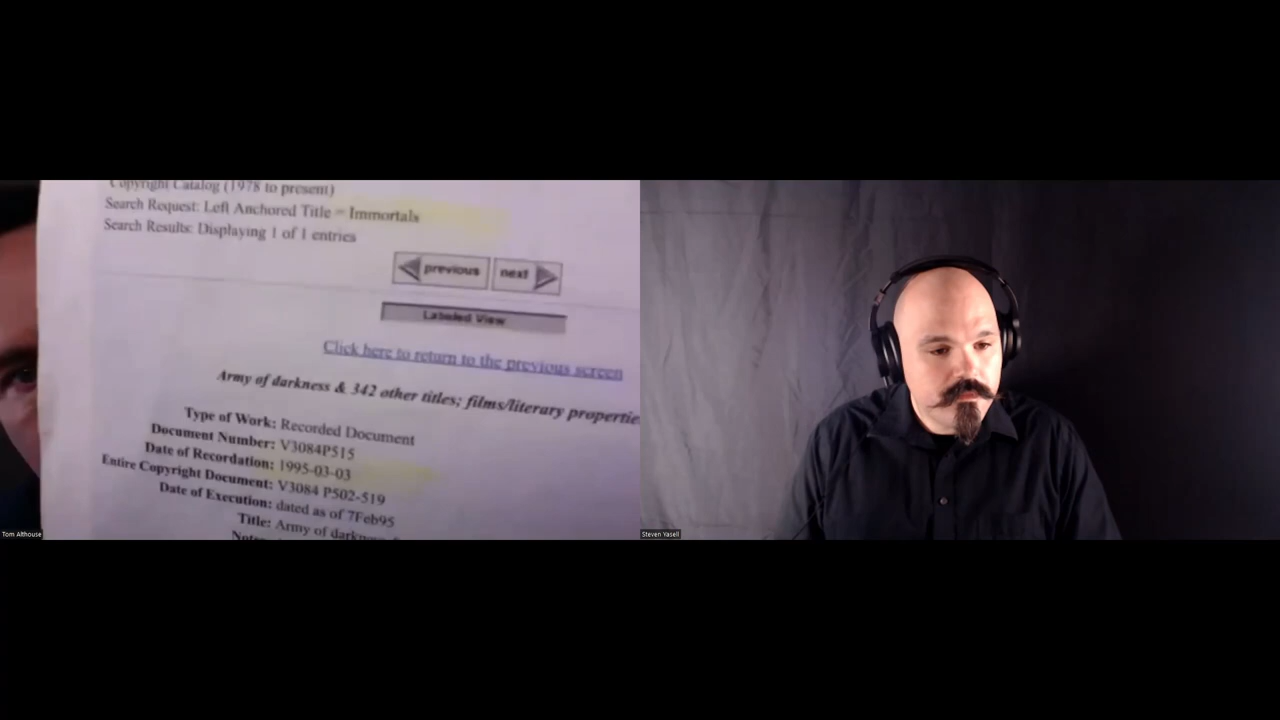 Copyright Catalog (1978 to present)
Search Request: Left Anchored Title = Immortals
Search Results: Displaying 1 of 1 entries
previous next
Labeled View
Click here to return to the previous screen
Army of darkness & 342 other titles; films/literary propertie
Type of Work: Recorded Document
Document Number: V3084P515
Date of Recordation: 1995-03-03
Entire Copyright Document: V3084 P502-519
Date of Execution: dated as of 7Feb95
Title: Army of darkn
Note
Tom Althouse
Steven Yasell